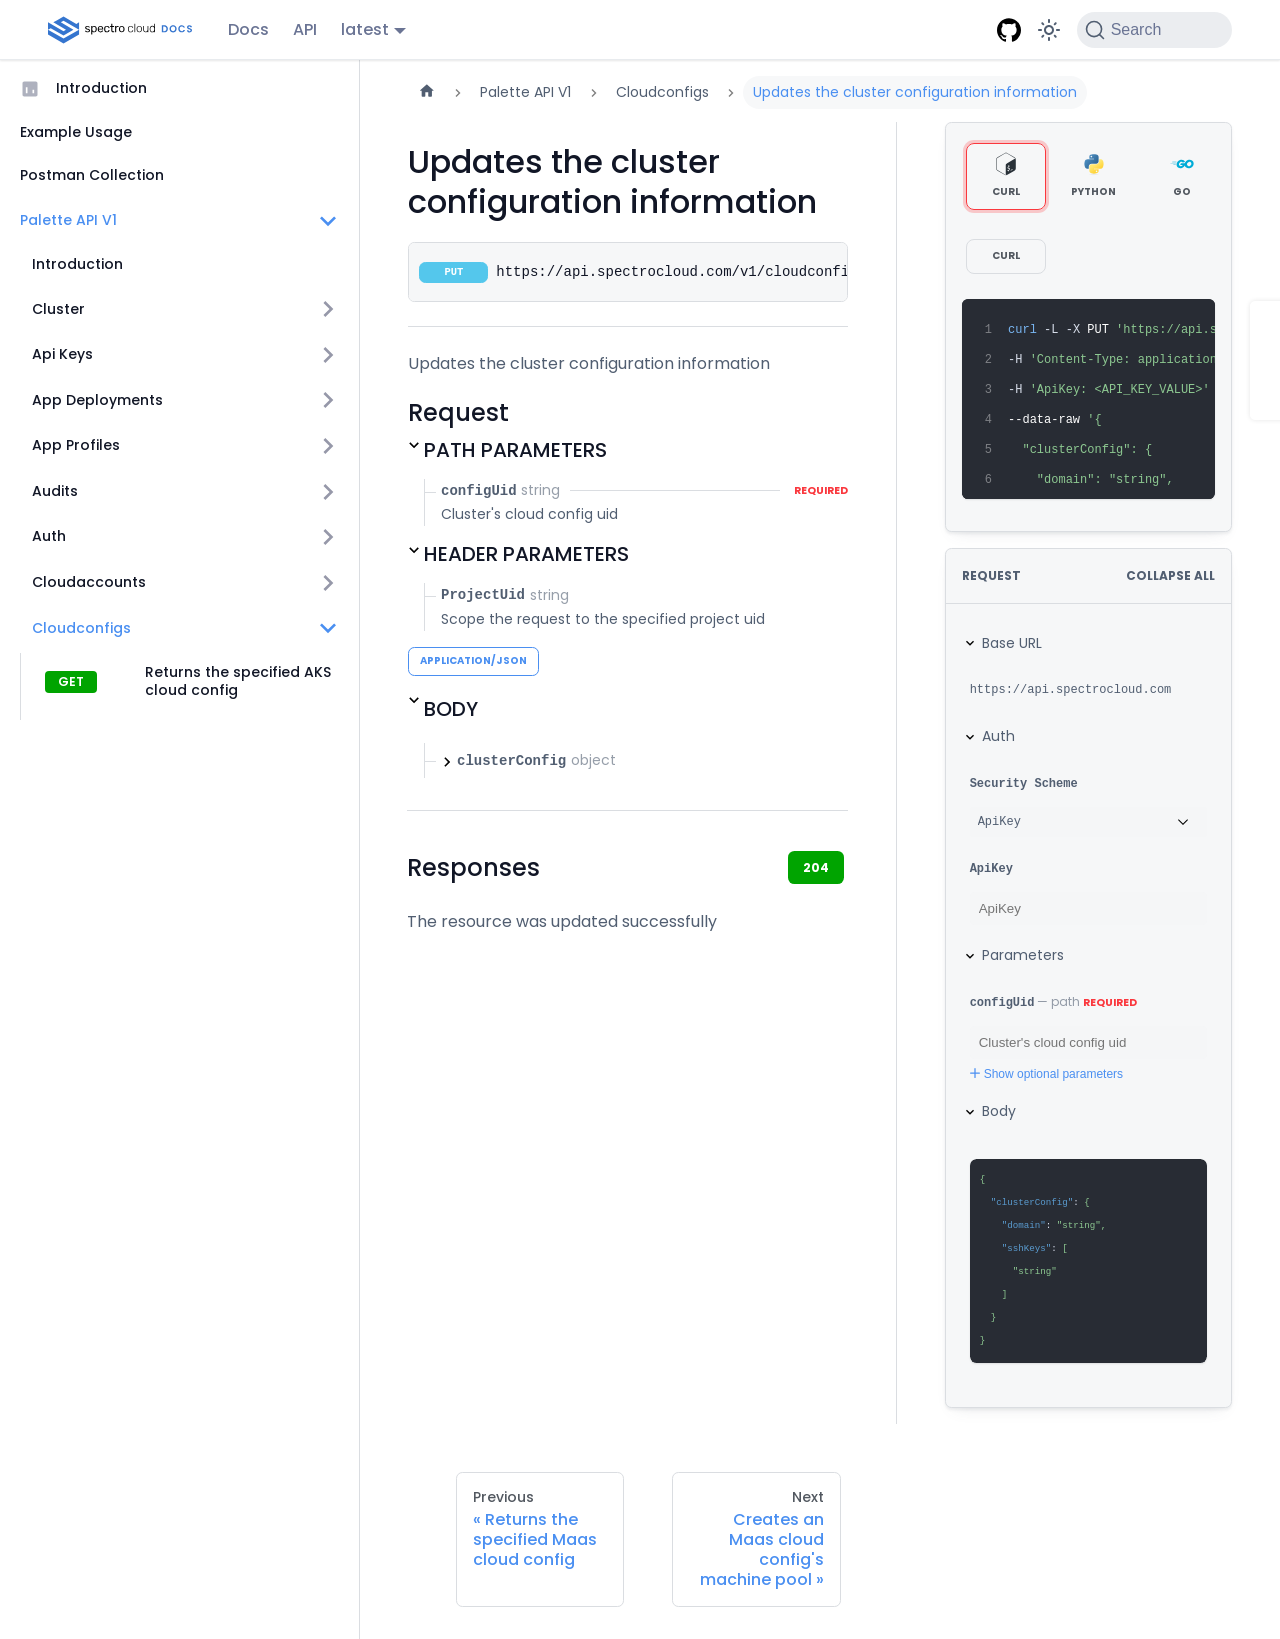 spectro cloud DOCS
Docs
API
latest
Search
Introduction
Example Usage
Postman Collection
Palette API V1
Introduction
Cluster
Api Keys
App Deployments
App Profiles
Audits
Auth
Cloudaccounts
Cloudconfigs
GET
Returns the specified AKS
cloud config
Palette API V1
Cloudconfigs
Updates the cluster configuration information
Updates the cluster
configuration information
PUT
https://api.spectrocloud.com/v1/cloudconfi
Updates the cluster configuration information
Request
PATH PARAMETERS
configUid string
REQUIRED
Cluster's cloud config uid
HEADER PARAMETERS
ProjectUid string
Scope the request to the specified project uid
APPLICATION/JSON
BODY
clusterConfig object
Responses
204
The resource was updated successfully
CURL
PYTHON
GO
CURL
1 curl -L -X PUT 'https://api.s
2 -H 'Content-Type: application
3 -H 'ApiKey: <API_KEY_VALUE>'
4 --data-raw '{
5 "clusterConfig": {
6 "domain": "string",
REQUEST
COLLAPSE ALL
Base URL
https://api.spectrocloud.com
Auth
Security Scheme
ApiKey
ApiKey
ApiKey
Parameters
configUid — path REQUIRED
Cluster's cloud config uid
Show optional parameters
Body
{
"clusterConfig": {
"domain": "string",
"sshKeys": [
"string"
]
}
}
Previous
« Returns the
specified Maas
cloud config
Next
Creates an
Maas cloud
config's
machine pool »